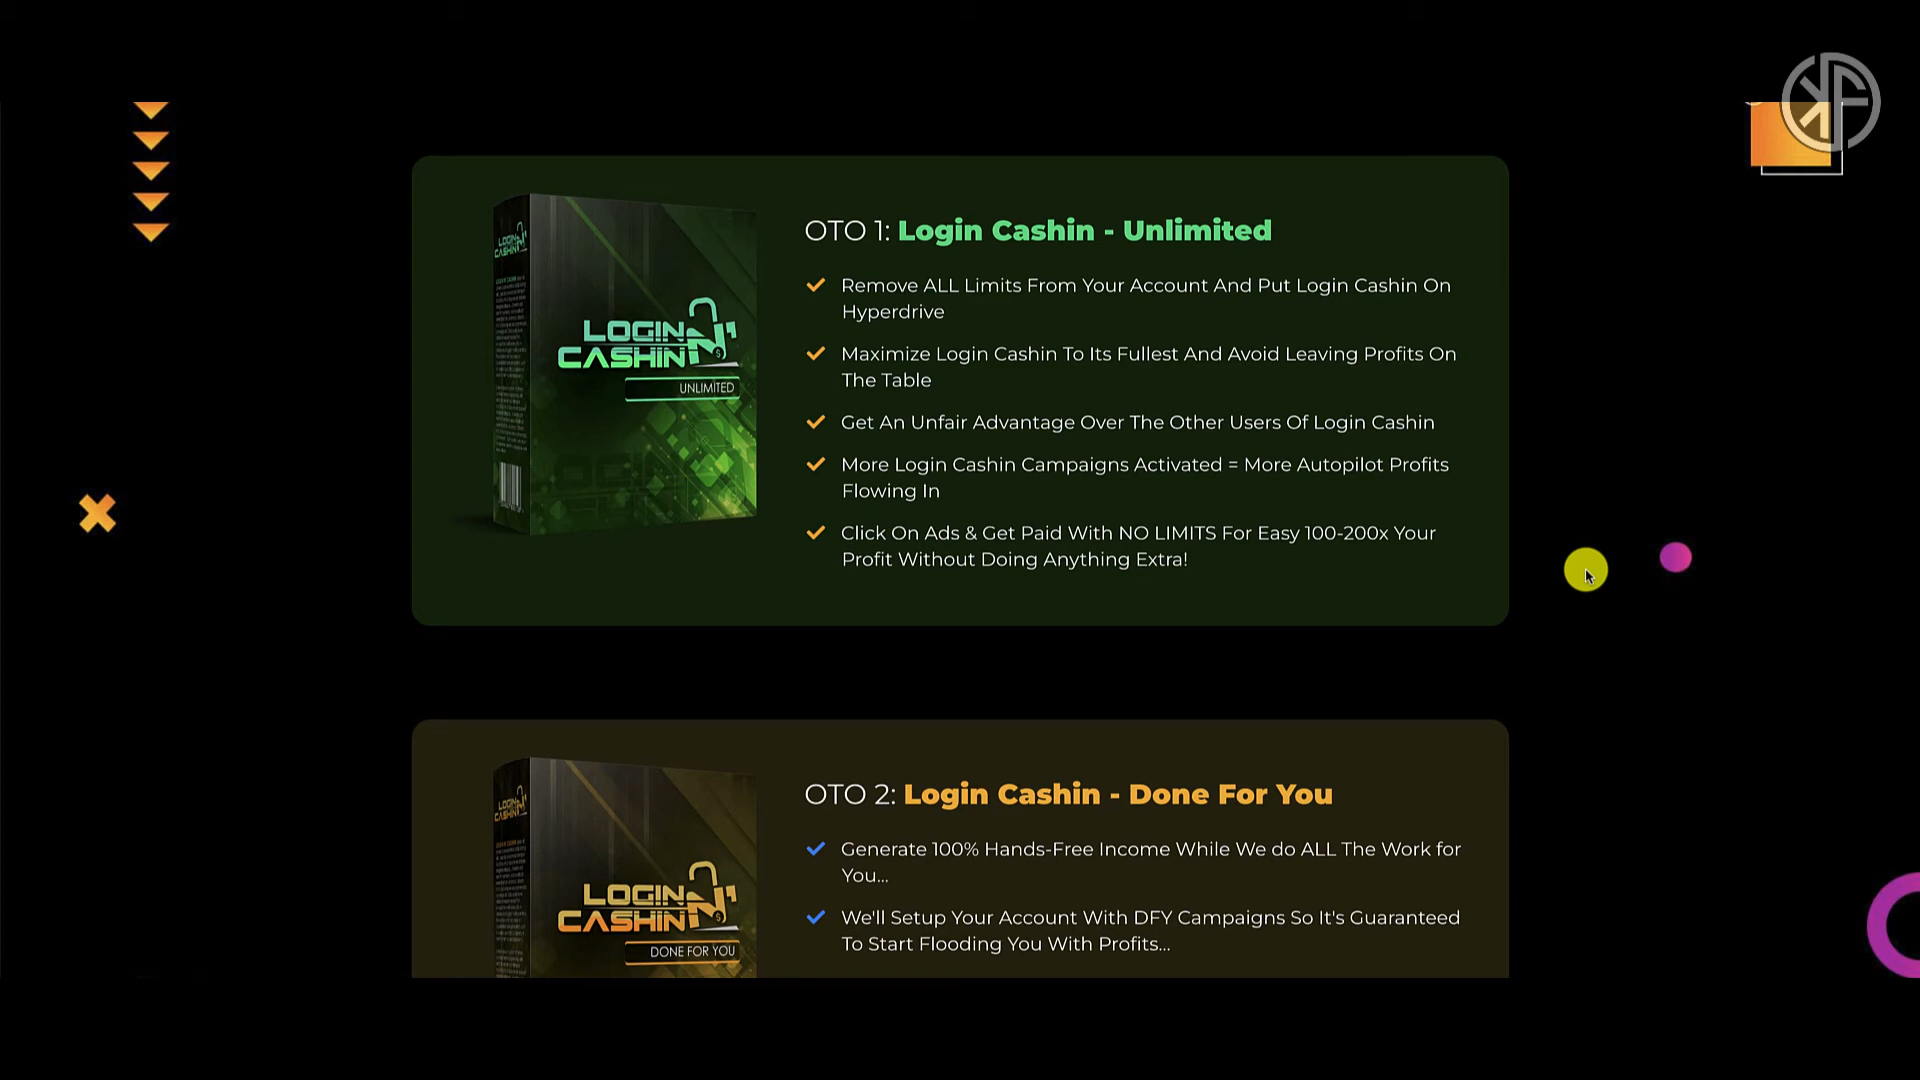 OTO 1: Login Cashin - Unlimited
Remove ALL Limits From Your Account And Put Login Cashin On
Hyperdrive
Maximize Login Cashin To Its Fullest And Avoid Leaving Profits On
The Table
Get An Unfair Advantage Over The Other Users Of Login Cashin
More Login Cashin Campaigns Activated = More Autopilot Profits
Flowing In
Click On Ads & Get Paid With NO LIMITS For Easy 100-200x Your
Profit Without Doing Anything Extra!
LOGIN
CASHIN
LOGIN
CASHIN
UNLIMITED
OTO 2: Login Cashin - Done For You
Generate 100% Hands-Free Income While We do ALL The Work for
You...
We'll Setup Your Account With DFY Campaigns So It's Guaranteed
To Start Flooding You With Profits...
LOGIN
CASHIN
LOGIN
CASHIN
DONE FOR YOU